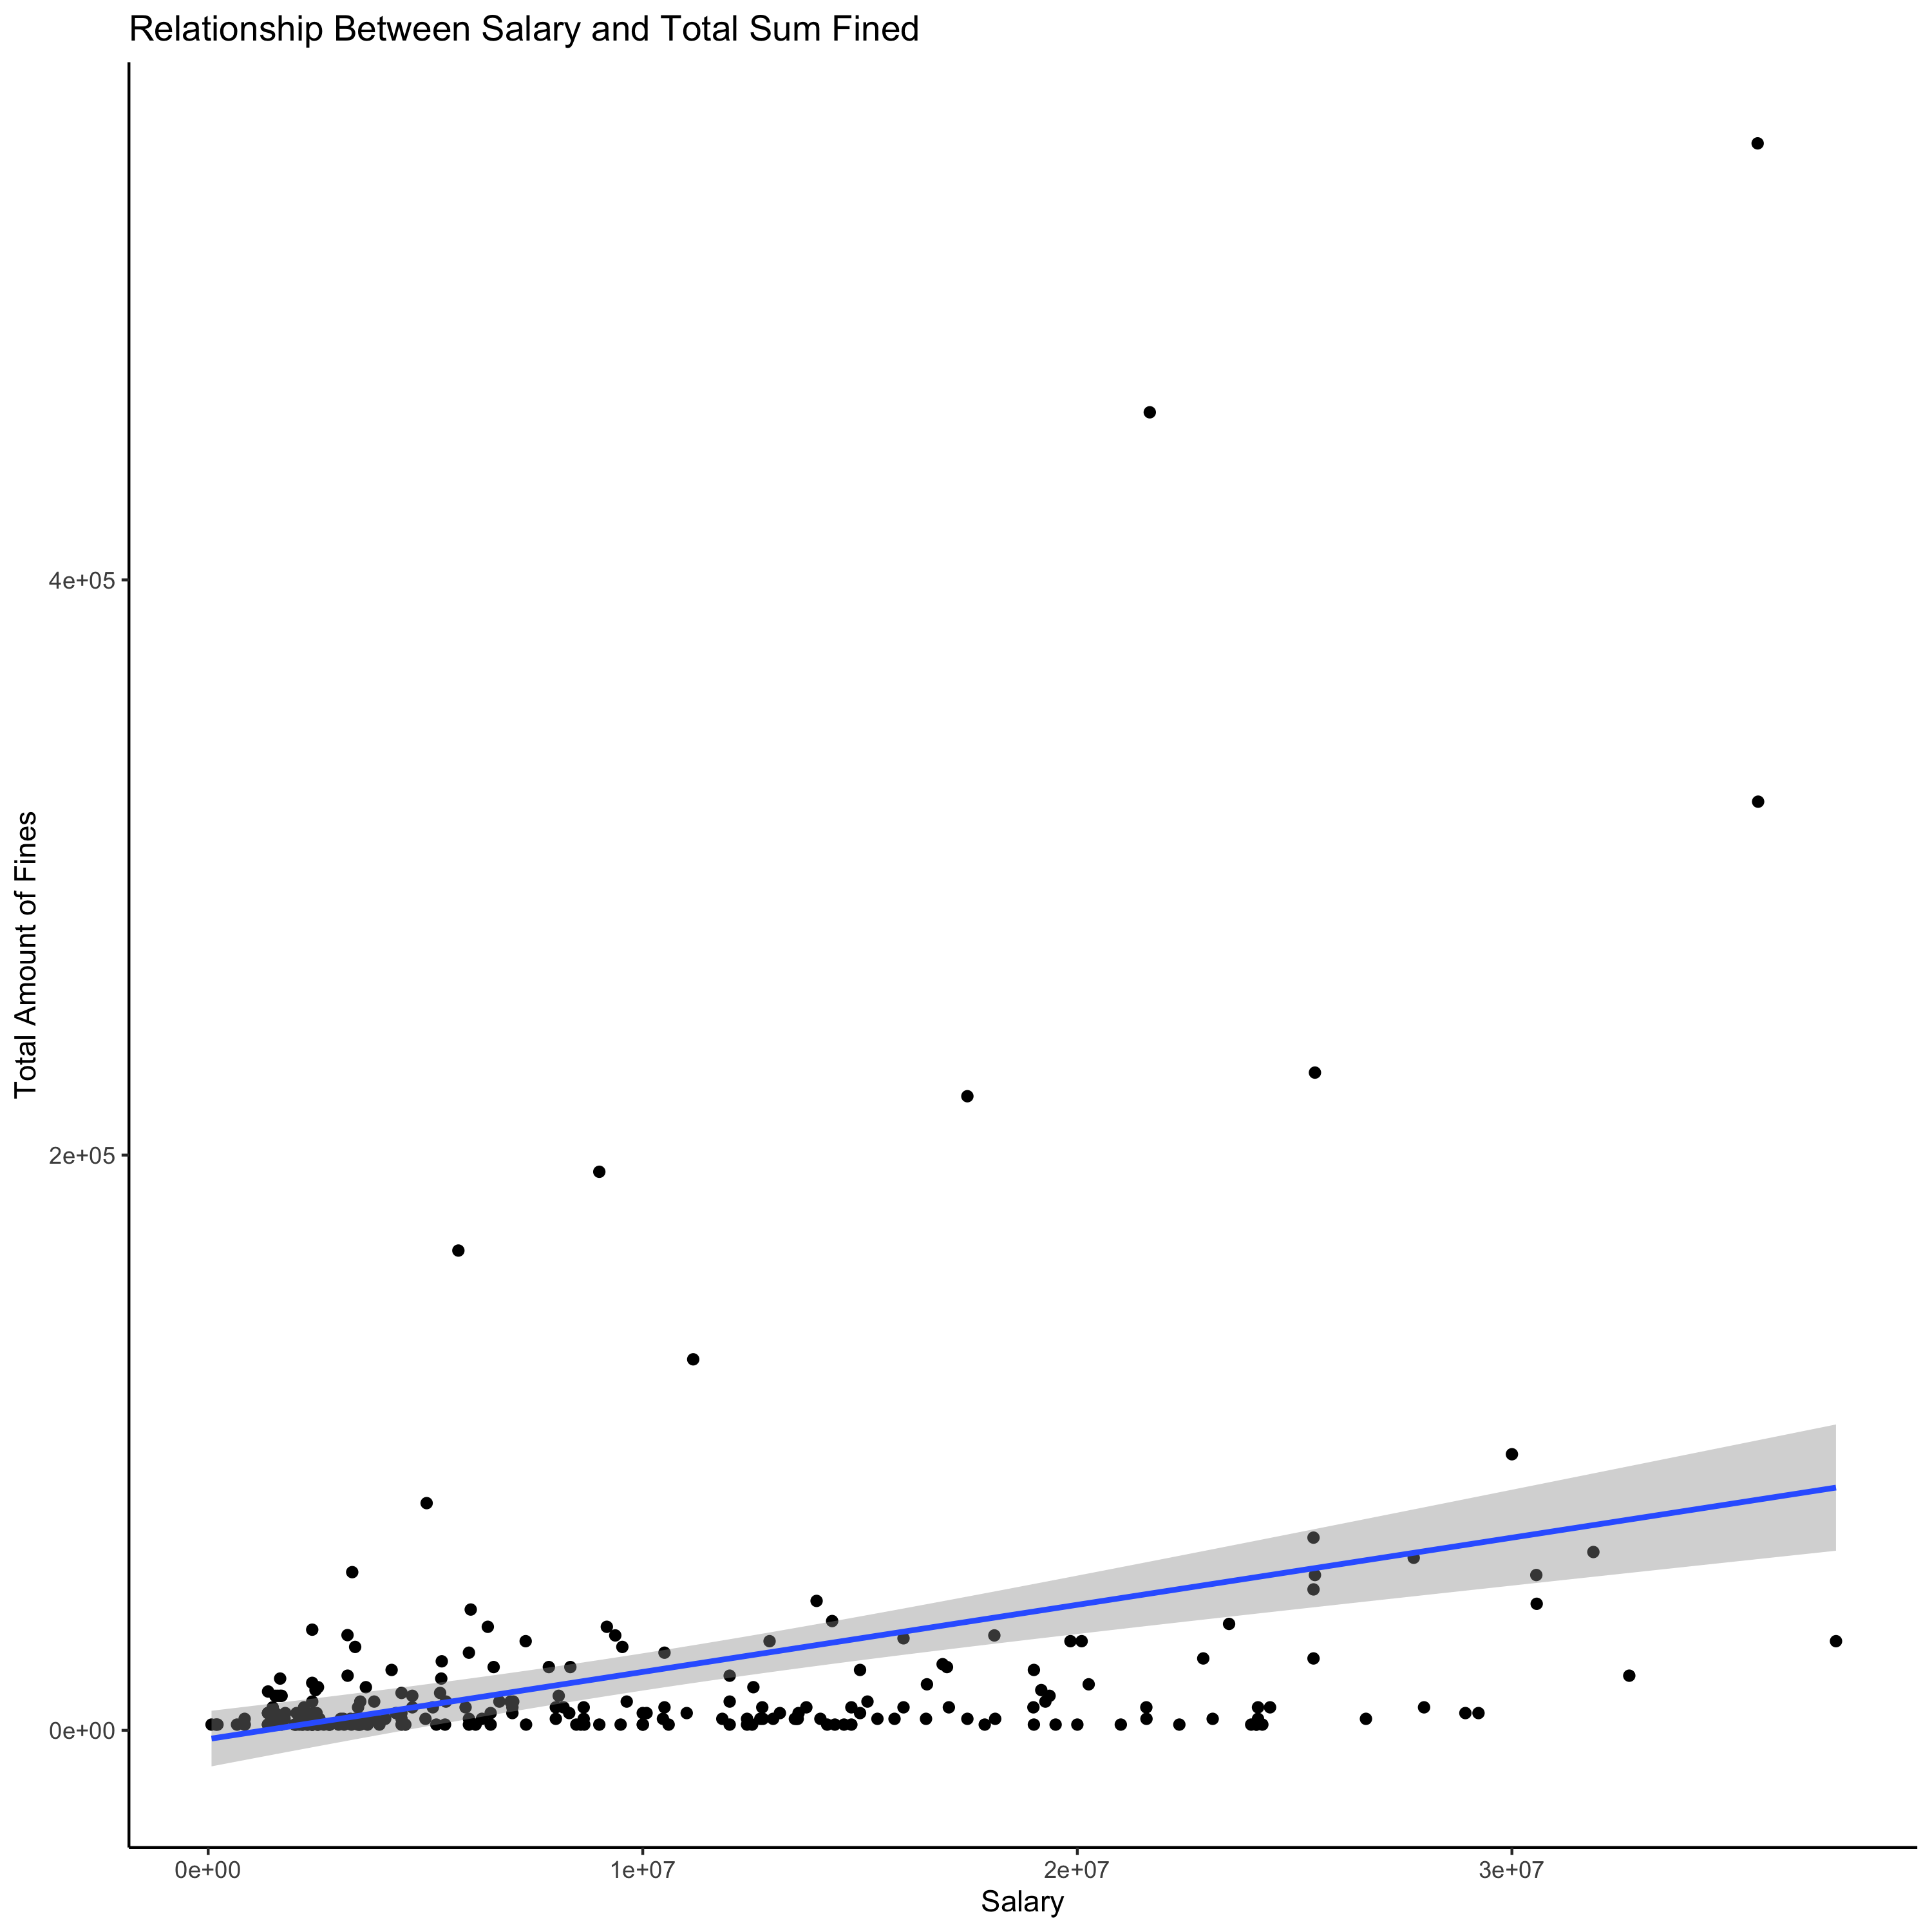 Relationship Between Salary and Total Sum Fined
Total Amount of Fines
4e+05
2e+05
0e+00
0e+00 1e+07 2e+07 3e+07
Salary